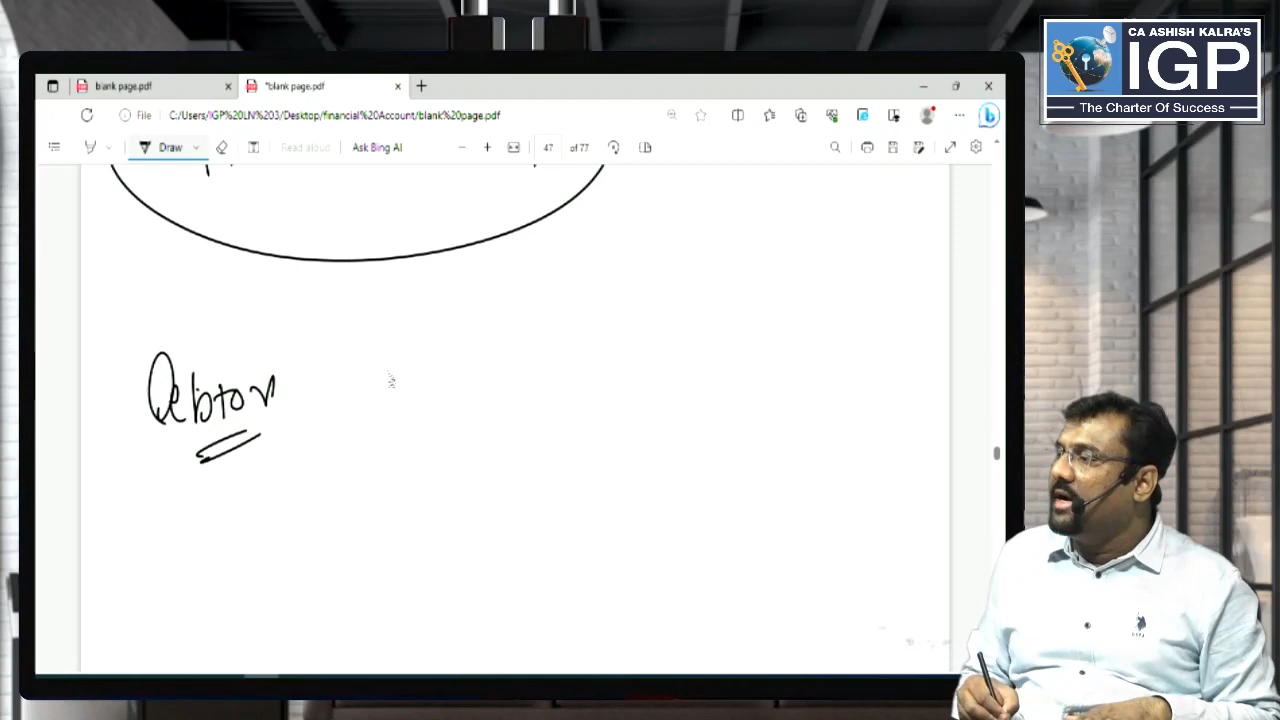 CA ASHISH KALRA'S
IGP
The Charter Of Success
blank page.pdf
*blank page.pdf
File
C:/Users/IGP%20LN%203/Desktop/financial%20Account/blank%20page.pdf
Draw
Read aloud
Ask Bing AI
47 of 77
Debtor